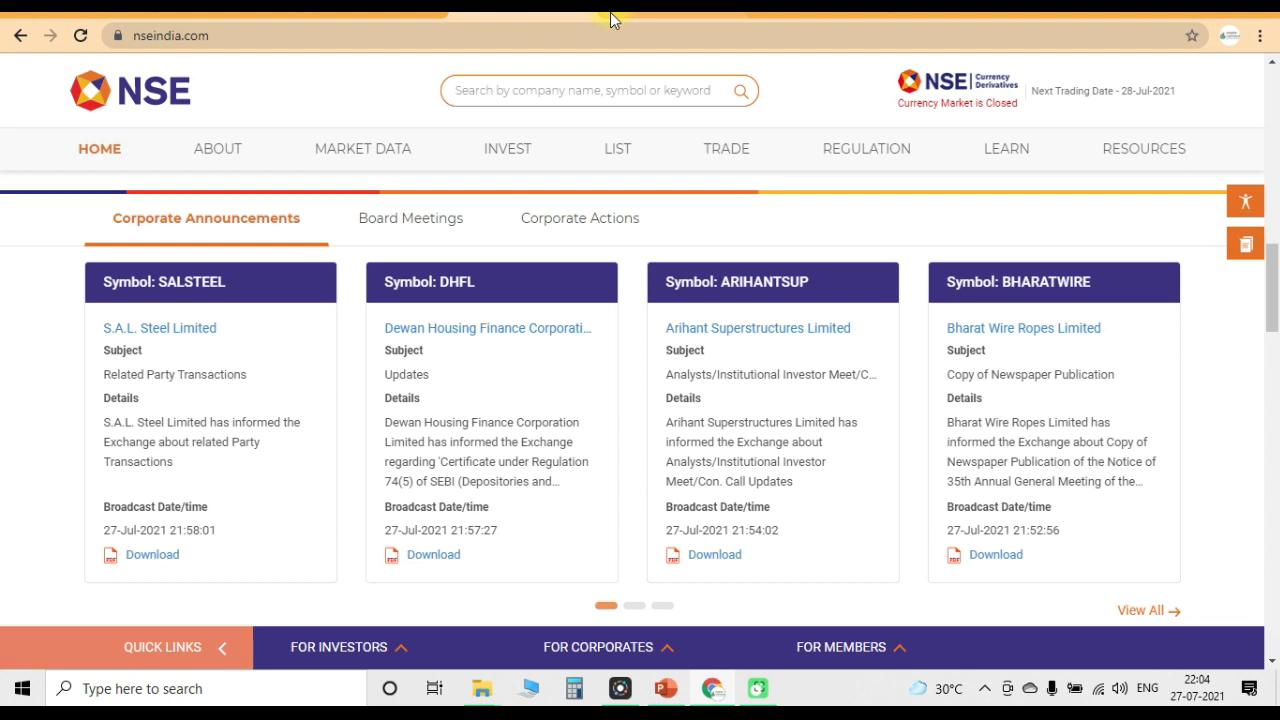 nseindia.com
NSE
Search by company name, symbol or keyword
NSE Currency Derivatives
Currency Market is Closed
Next Trading Date - 28-Jul-2021
HOME ABOUT MARKET DATA INVEST LIST TRADE REGULATION LEARN RESOURCES
Corporate Announcements Board Meetings Corporate Actions
Symbol: SALSTEEL
S.A.L. Steel Limited
Subject
Related Party Transactions
Details
S.A.L. Steel Limited has informed the
Exchange about related Party
Transactions
Broadcast Date/time
27-Jul-2021 21:58:01
Download
Symbol: DHFL
Dewan Housing Finance Corporati...
Subject
Updates
Details
Dewan Housing Finance Corporation
Limited has informed the Exchange
regarding 'Certificate under Regulation
74(5) of SEBI (Depositories and...
Broadcast Date/time
27-Jul-2021 21:57:27
Download
Symbol: ARIHANTSUP
Arihant Superstructures Limited
Subject
Analysts/Institutional Investor Meet/C...
Details
Arihant Superstructures Limited has
informed the Exchange about
Analysts/Institutional Investor
Meet/Con. Call Updates
Broadcast Date/time
27-Jul-2021 21:54:02
Download
Symbol: BHARATWIRE
Bharat Wire Ropes Limited
Subject
Copy of Newspaper Publication
Details
Bharat Wire Ropes Limited has
informed the Exchange about Copy of
Newspaper Publication of the Notice of
35th Annual General Meeting of the...
Broadcast Date/time
27-Jul-2021 21:52:56
Download
View All
QUICK LINKS FOR INVESTORS FOR CORPORATES FOR MEMBERS
Type here to search
30°C
ENG
22:04
27-07-2021